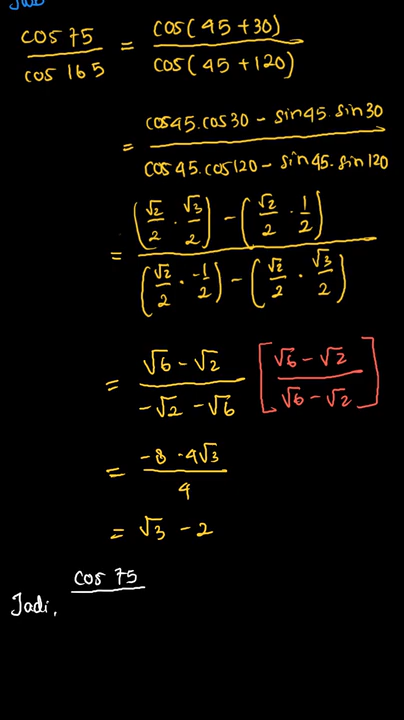 cos 75 / cos 165 = cos(45+30) / cos(45+120)
= cos45.cos30 - sin45.sin30 / cos45.cos120 - sin45.sin120
= (√2/2 · √3/2) - (√2/2 · 1/2) / (√2/2 · -1/2) - (√2/2 · √3/2)
= √6 - √2 / -√2 - √6 [√6 - √2 / √6 - √2]
= -8 · 4√3 / 4
= √3 - 2
Jadi, cos 75